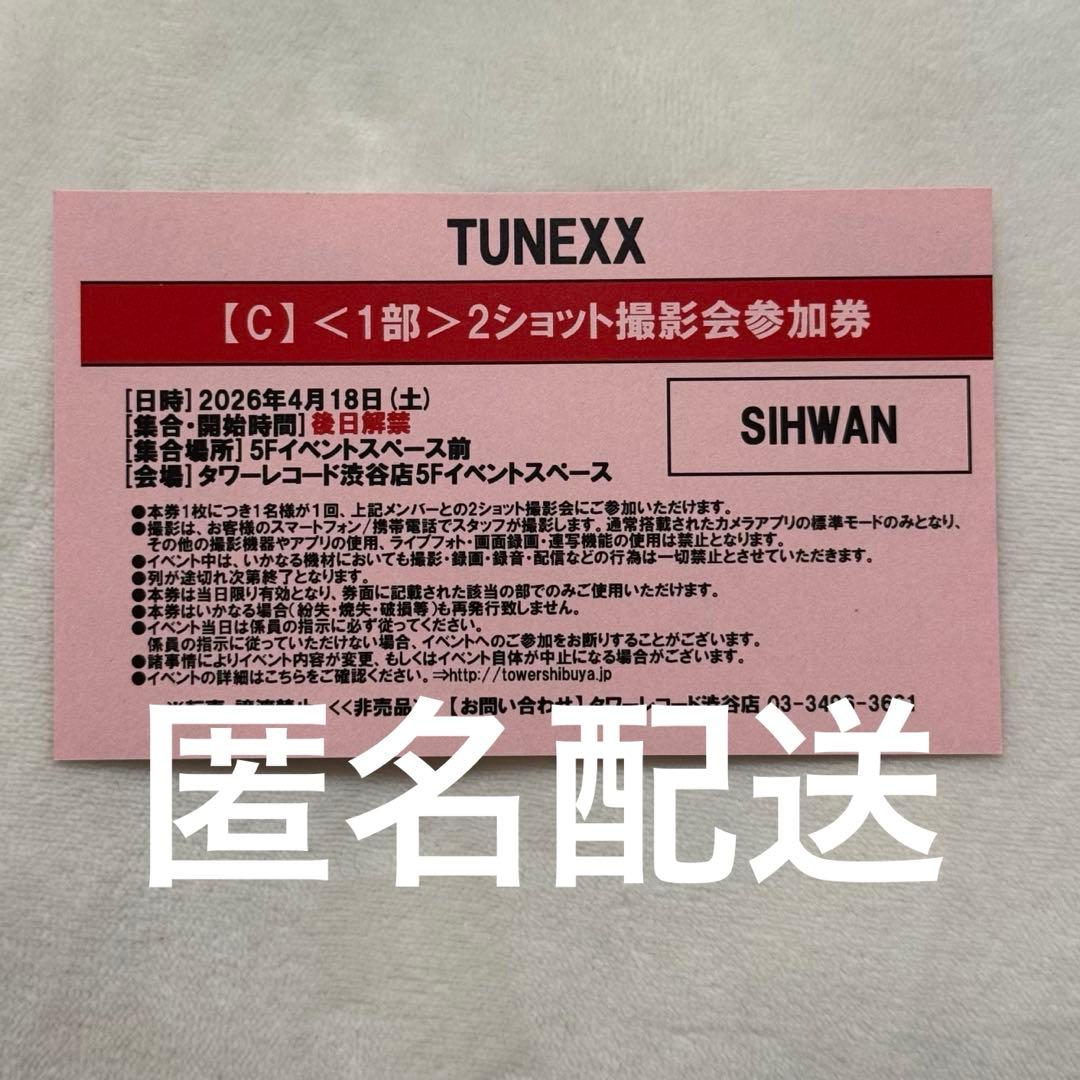 TUNEXX
【C】＜1部＞2ショット撮影会参加券
[日時] 2026年4月18日(土)
[集合・開始時間] 後日解禁
[集合場所] 5Fイベントスペース前
[会場] タワーレコード渋谷店5Fイベントスペース
SIHWAN
●本券1枚につき1名様が1回、上記メンバーとの2ショット撮影会にご参加いただけます。
●撮影は、お客様のスマートフォン/携帯電話でスタッフが撮影します。通常搭載されたカメラアプリの標準モードのみとなり、
その他の撮影機器やアプリの使用、ライブフォト・画面録画・連写機能の使用は禁止となります。
●イベント中は、いかなる機材においても撮影・録画・録音・配信などの行為は一切禁止とさせていただきます。
●列が途切れ次第終了となります。
●本券は当日限り有効となり、券面に記載された該当の部でのみご使用いただけます。
●本券はいかなる場合(紛失・焼失・破損等)も再発行致しません。
●イベント当日は係員の指示に必ず従ってください。
係員の指示に従っていただけない場合、イベントへのご参加をお断りすることがございます。
●諸事情によりイベント内容が変更、もしくはイベント自体が中止になる場合がございます。
●イベントの詳細はこちらをご確認ください。⇒http://towershibuya.jp
<<非売品>> 【お問い合わせ】タワーレコード渋谷店
匿名配送